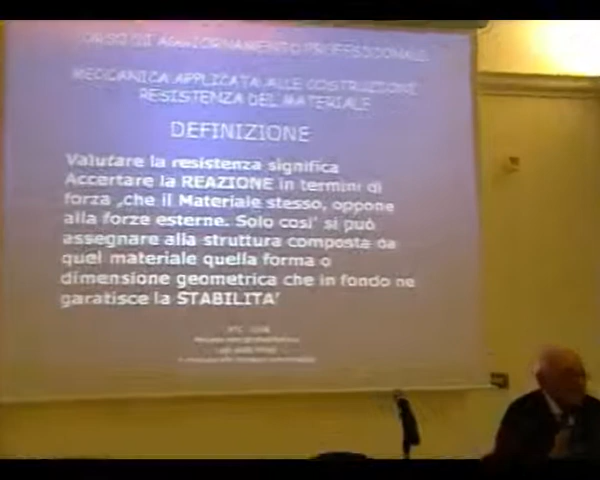 CORSO DI AGGIORNAMENTO PROFESSIONALE
MECCANICA APPLICATA ALLE COSTRUZIONI
RESISTENZA DEL MATERIALE
DEFINIZIONE
Valutare la resistenza significa
Accertare la REAZIONE in termini di
forza ,che il Materiale stesso, oppone
alla forze esterne. Solo cosi' si può
assegnare alla struttura composta da
quel materiale quella forma o
dimensione geometrica che in fondo ne
garatisce la STABILITA'